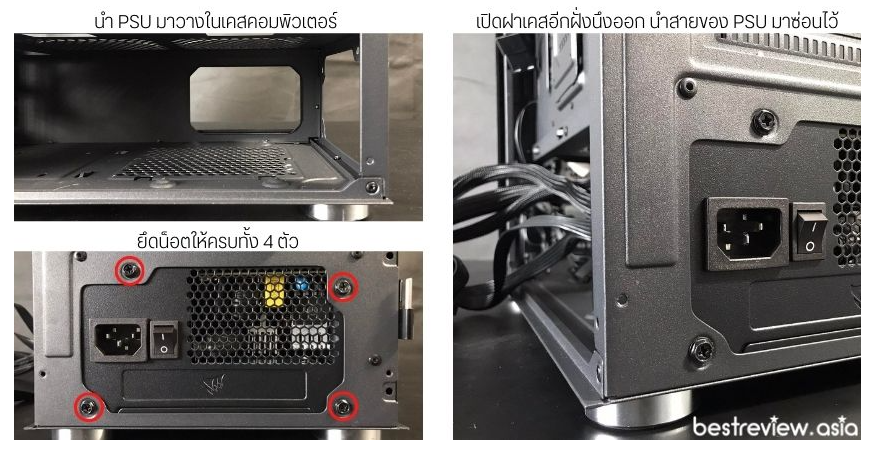 นำ PSU มาวางในเคสคอมพิวเตอร์
เปิดฝาเคสอีกฝั่งนึงออก นำสายของ PSU มาซ่อนไว้
ยึดน็อตให้ครบทั้ง 4 ตัว
bestreview.asia